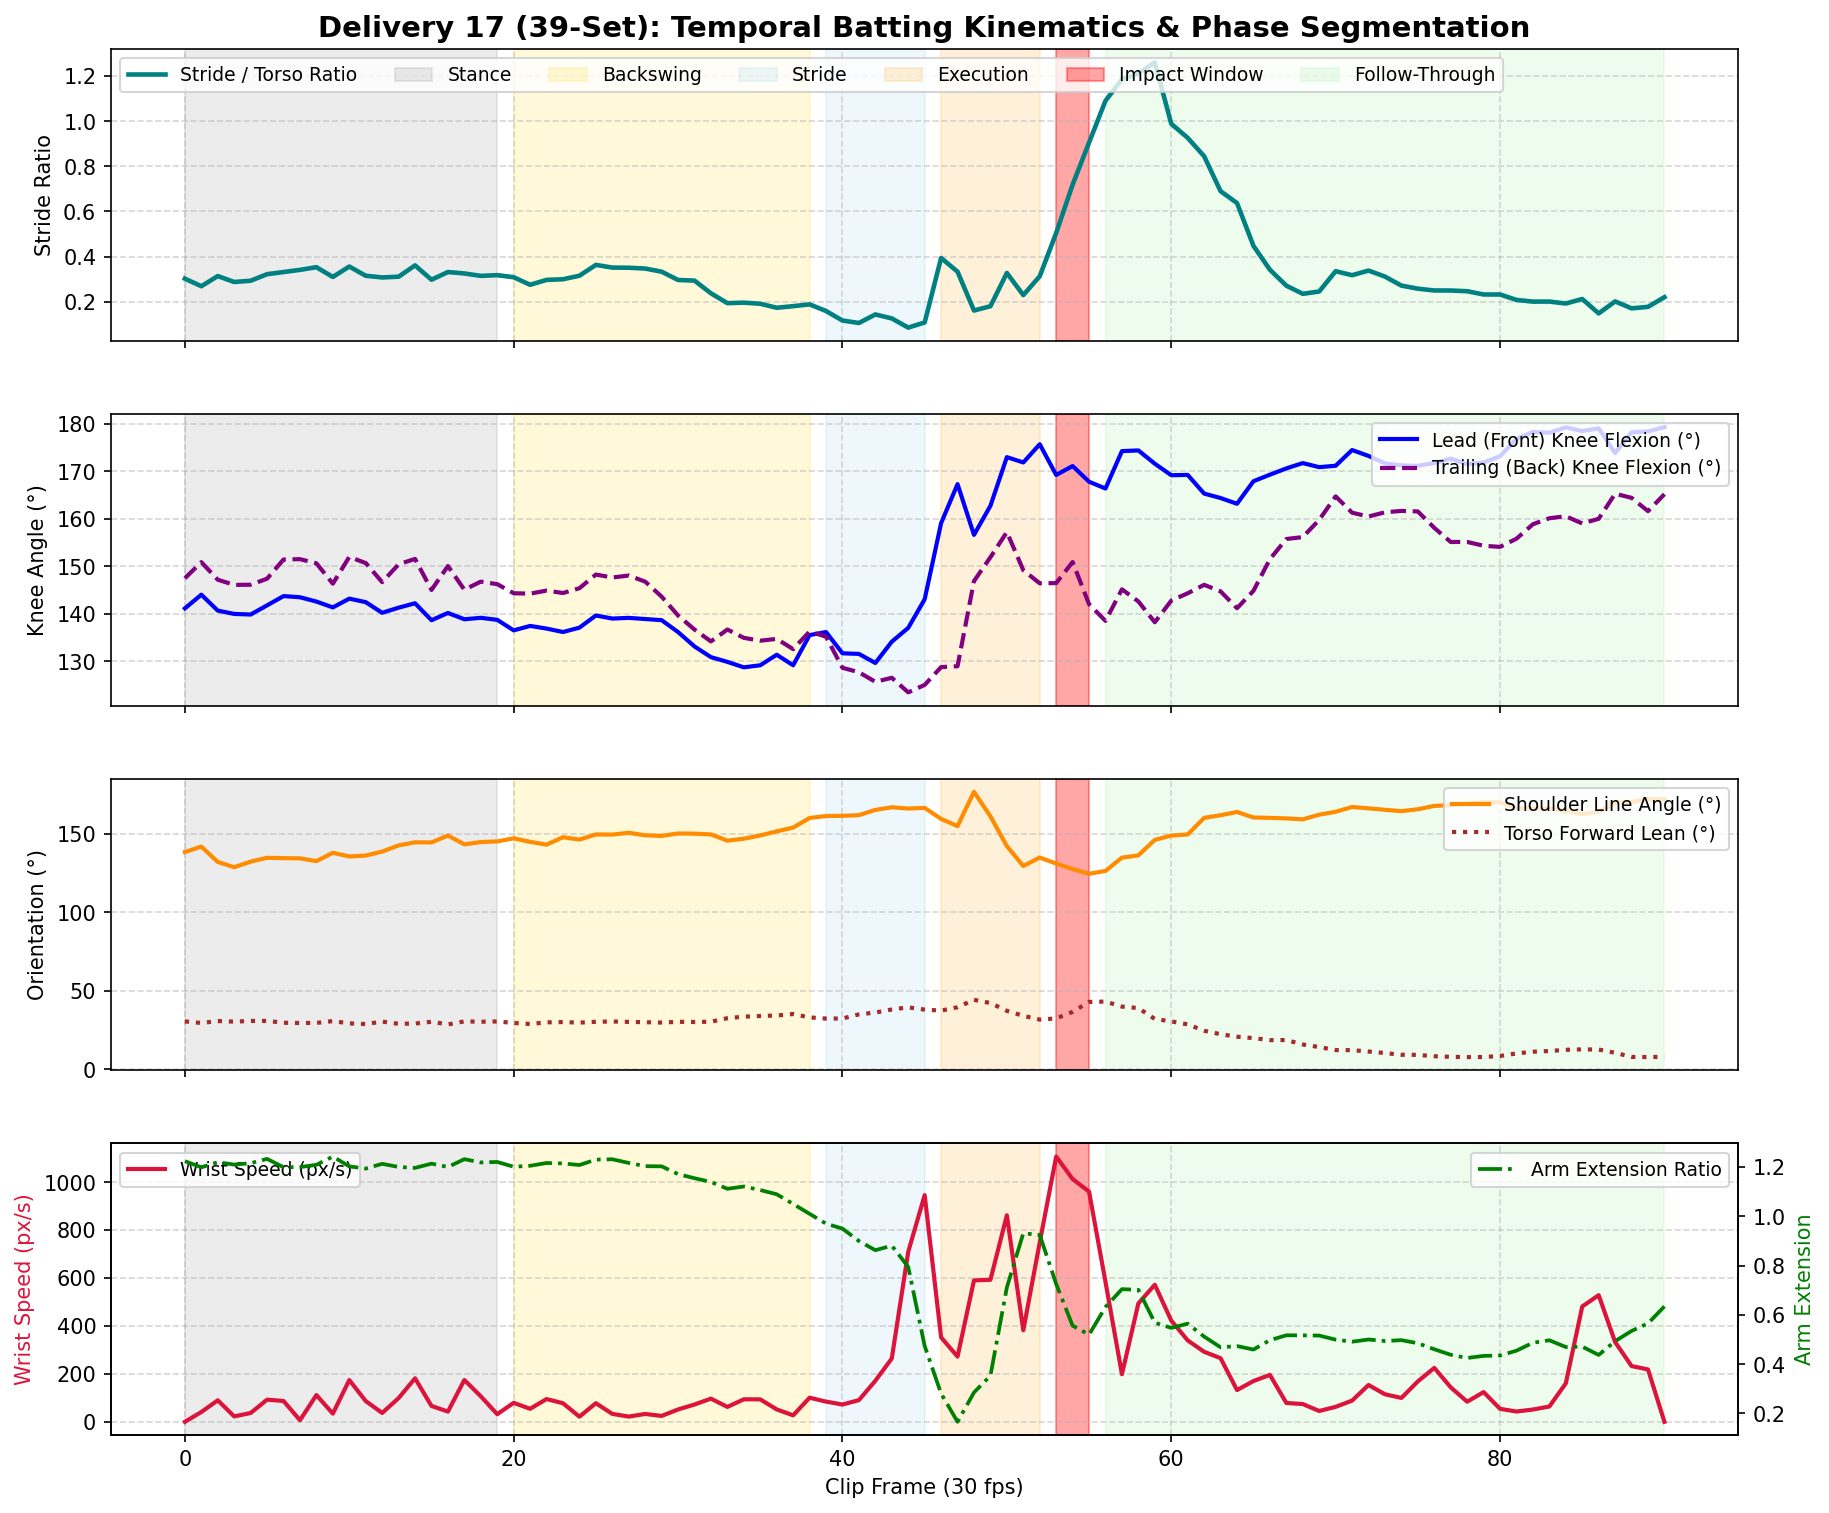 Delivery 17 (39-Set): Temporal Batting Kinematics & Phase Segmentation
Stride / Torso Ratio Stance Backswing Stride Execution Impact Window Follow-Through
Stride Ratio
1.2
1.0
0.8
0.6
0.4
0.2
Lead (Front) Knee Flexion (°)
Trailing (Back) Knee Flexion (°)
Knee Angle (°)
180
170
160
150
140
130
Shoulder Line Angle (°)
Torso Forward Lean (°)
Orientation (°)
150
100
50
0
Wrist Speed (px/s)
Arm Extension Ratio
Wrist Speed (px/s)
1000
800
600
400
200
0
1.2
1.0
0.8
0.6
0.4
0.2
Arm Extension
0 20 40 60 80
Clip Frame (30 fps)